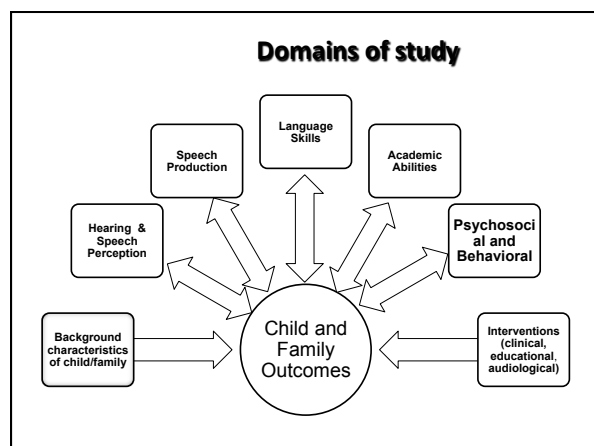 Domains of study
Language
Skills
Speech
Production
Academic
Abilities
Hearing & Speech
Perception
Psychosoci
al and
Behavioral
Background
characteristics
of child/family
Child and
Family
Outcomes
Interventions
(clinical,
educational,
audiological)